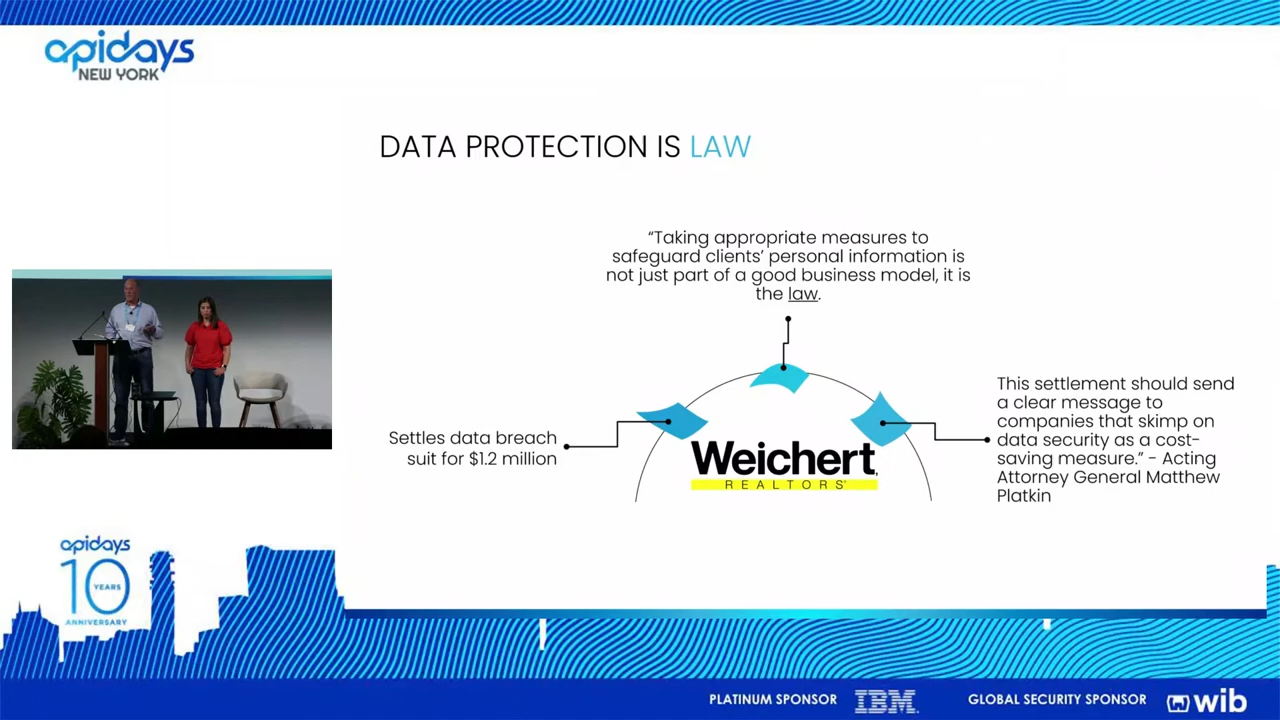 apidays
NEW YORK
DATA PROTECTION IS LAW
“Taking appropriate measures to
safeguard clients’ personal information is
not just part of a good business model, it is
the law.
Settles data breach
suit for $1.2 million
Weichert
REALTORS®
This settlement should send
a clear message to
companies that skimp on
data security as a cost-
saving measure.” - Acting
Attorney General Matthew
Platkin
apidays
10
YEARS
ANNIVERSARY
PLATINUM SPONSOR IBM GLOBAL SECURITY SPONSOR wib